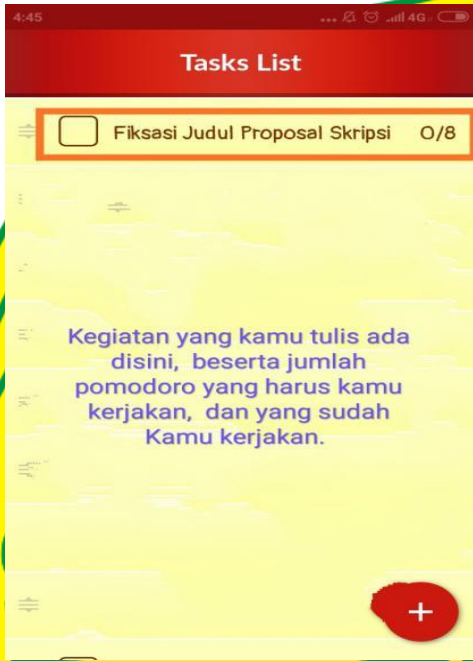 4:45 ... 4G
Tasks List
Fiksasi Judul Proposal Skripsi 0/8
Kegiatan yang kamu tulis ada
disini, beserta jumlah
pomodoro yang harus kamu
kerjakan, dan yang sudah
Kamu kerjakan.
+